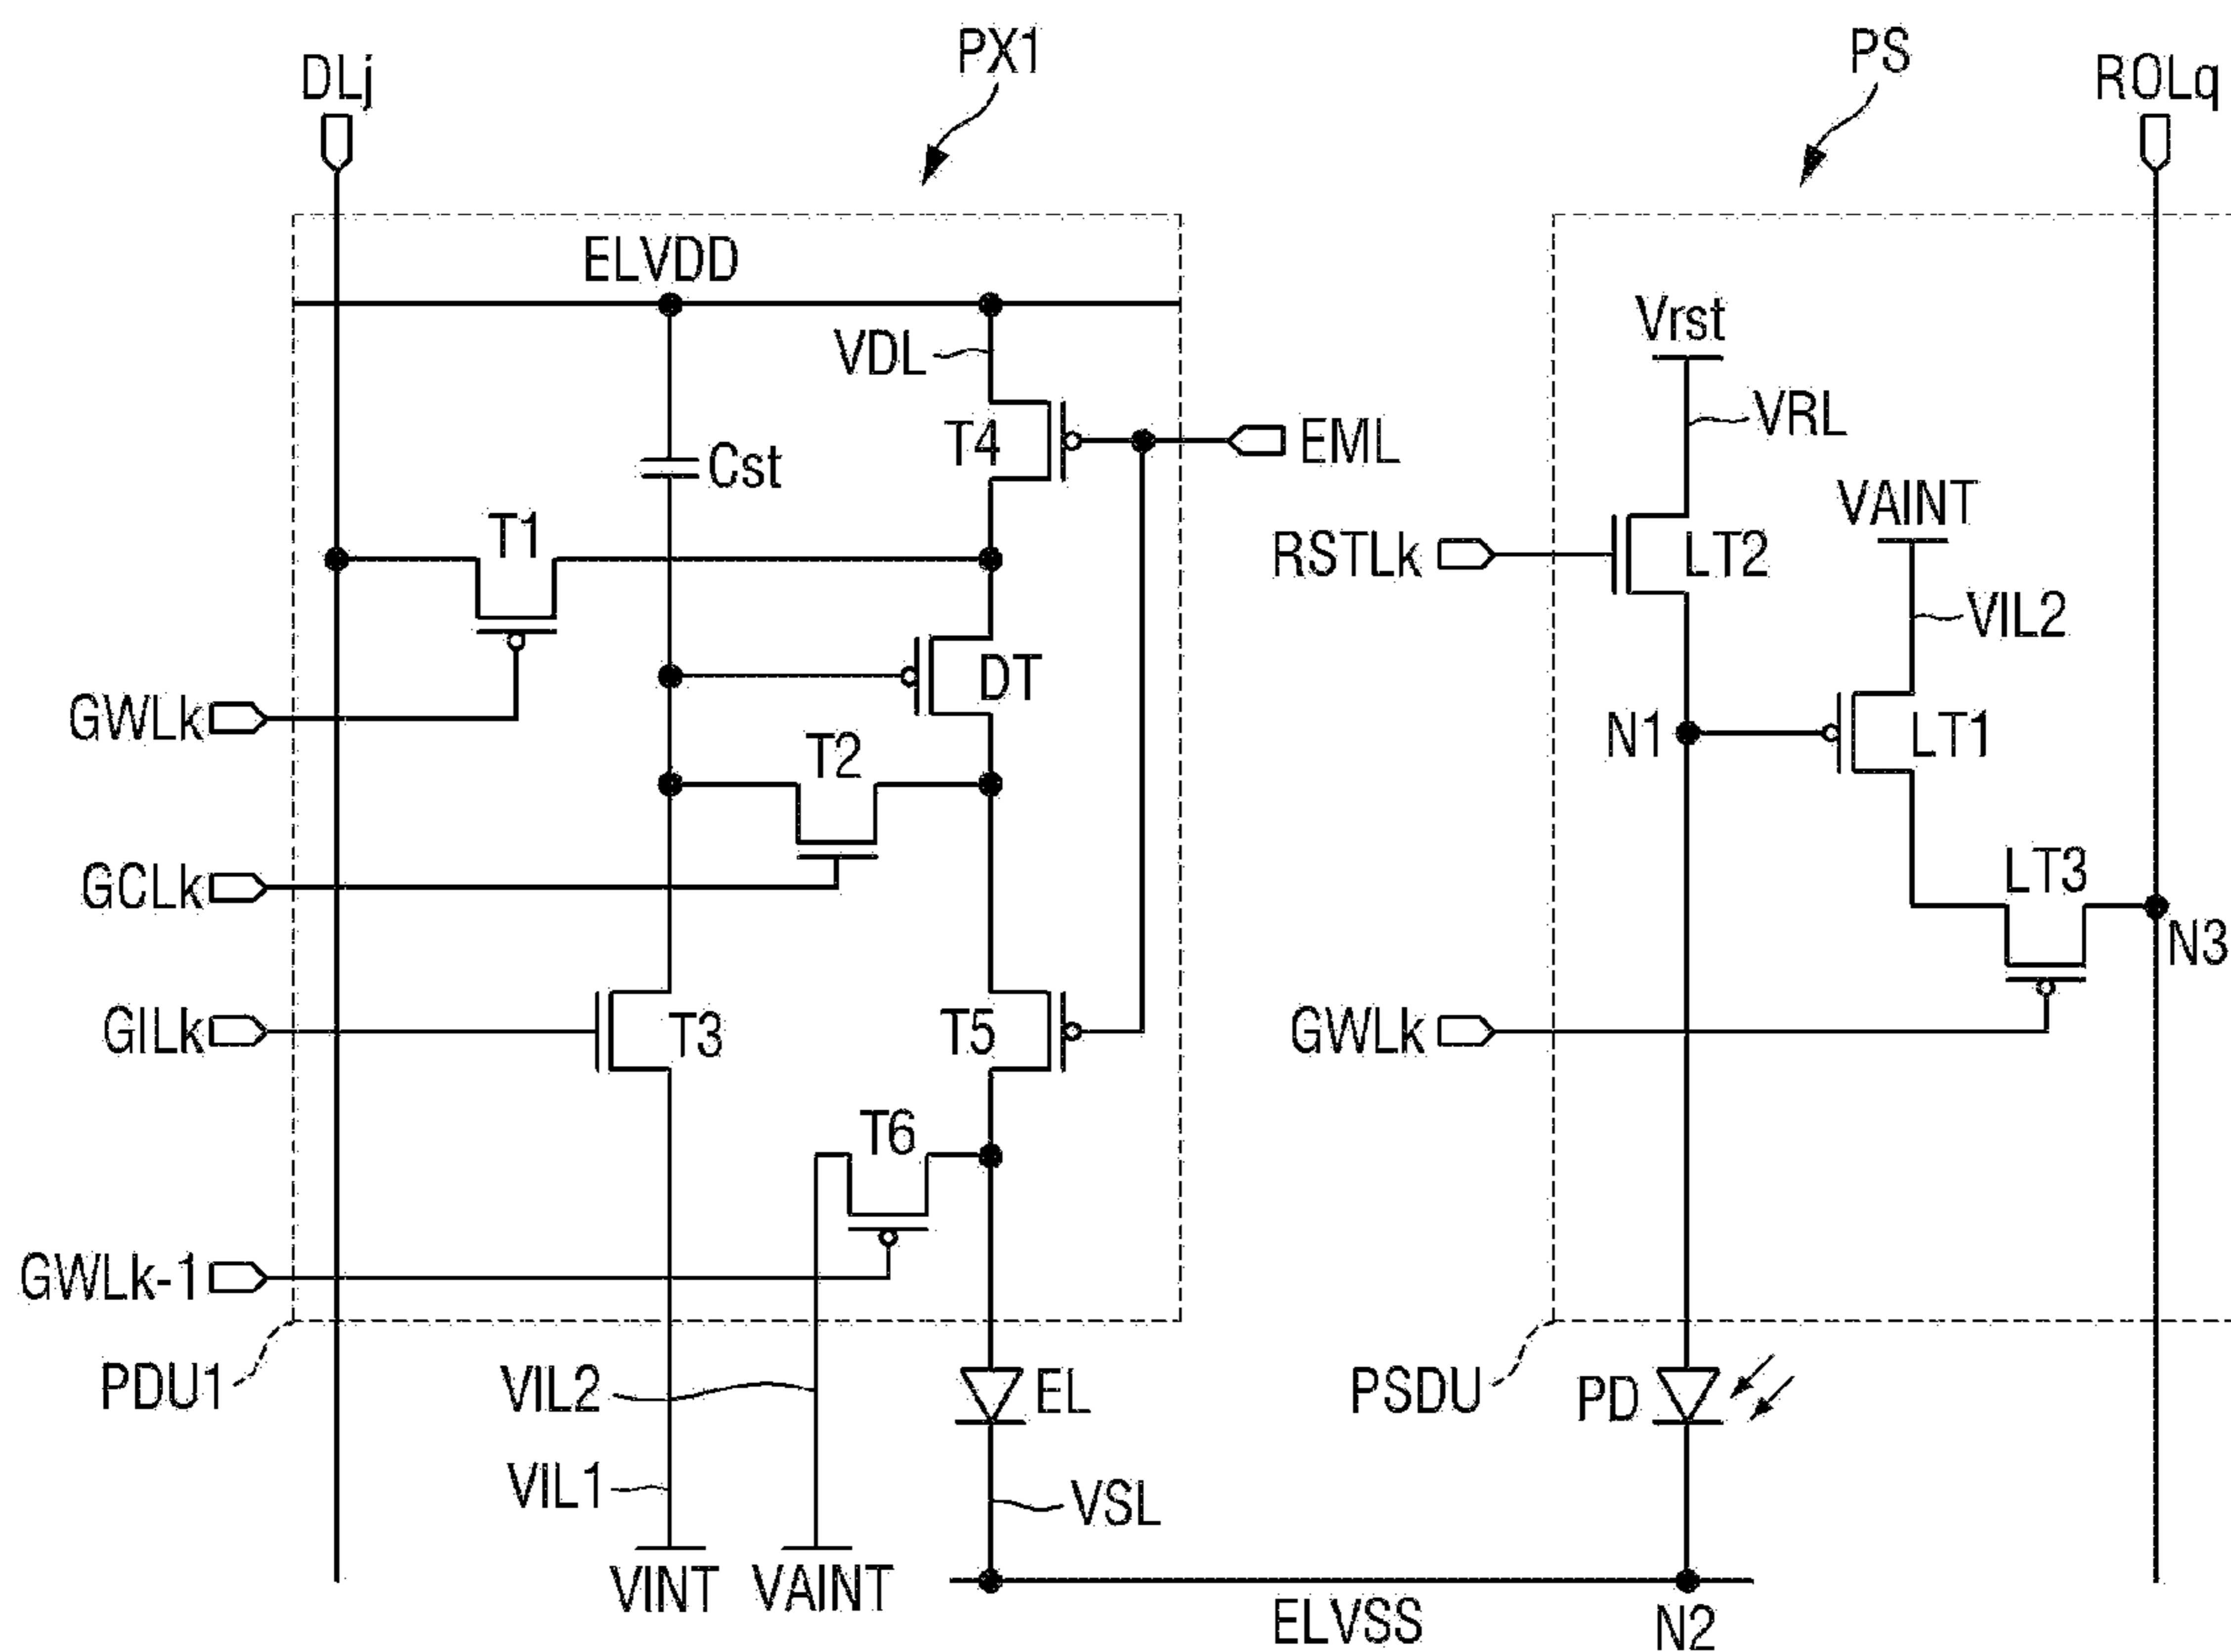 DLj
PX1
PS
ROLq
ELVDD
Vrst
VDL
VRL
T4
EML
Cst
VAINT
T1
RSTLk
LT2
VIL2
DT
GWLk
N1
LT1
T2
GCLk
LT3
N3
GILk
T3
T5
GWLk
T6
GWLk-1
PDU1
VIL2
EL
PSDU
PD
VIL1
VSL
VINT
VAINT
ELVSS
N2